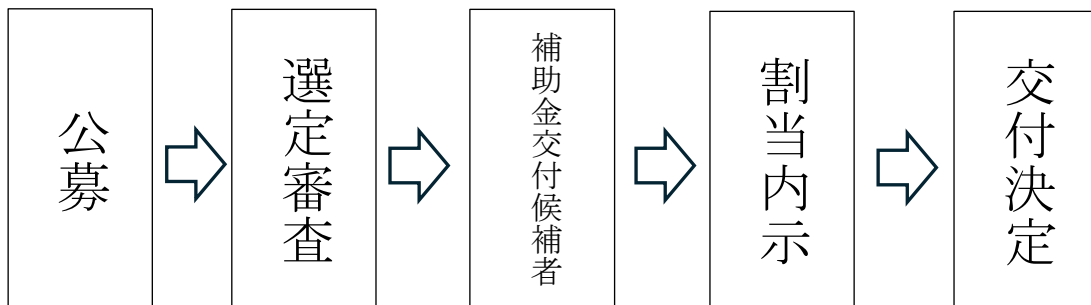 公募
選定審査
補助金交付候補者
割当内示
交付決定